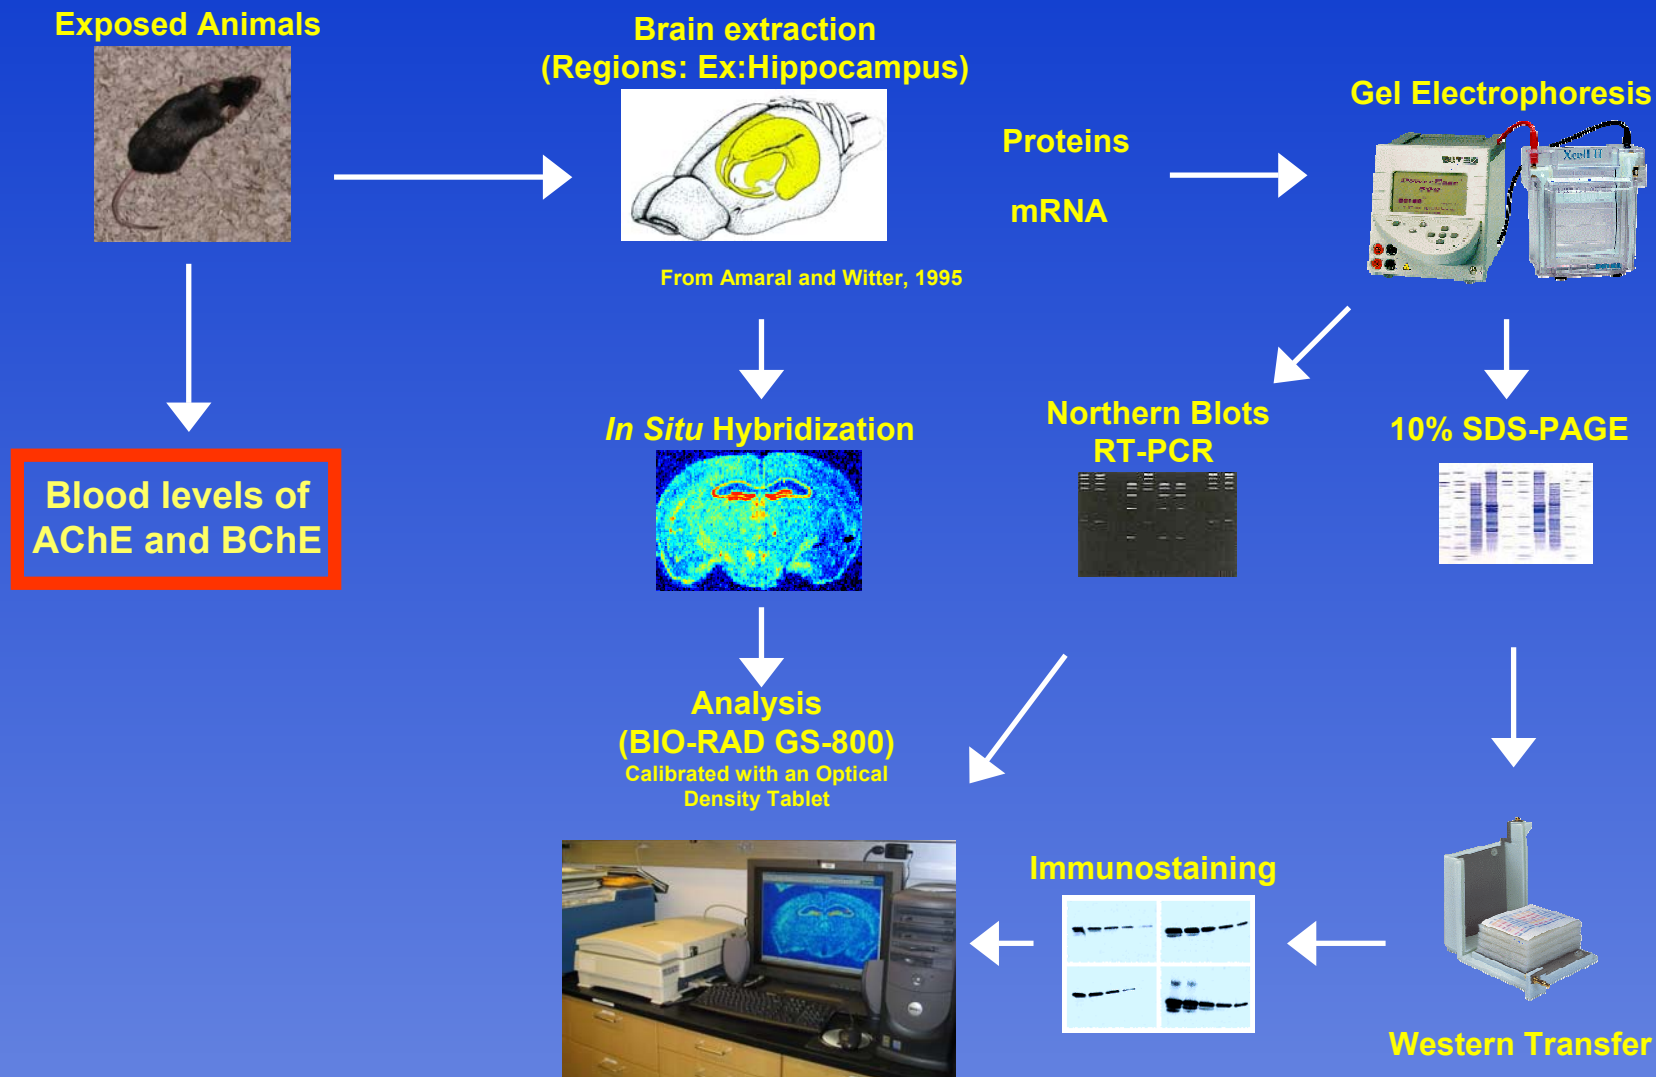 Exposed Animals
Brain extraction
(Regions: Ex:Hippocampus)
From Amaral and Witter, 1995
Proteins
mRNA
Gel Electrophoresis
Xcell II
Blood levels of
AChE and BChE
In Situ Hybridization
Northern Blots
RT-PCR
10% SDS-PAGE
Analysis
(BIO-RAD GS-800)
Calibrated with an Optical
Density Tablet
Immunostaining
Western Transfer